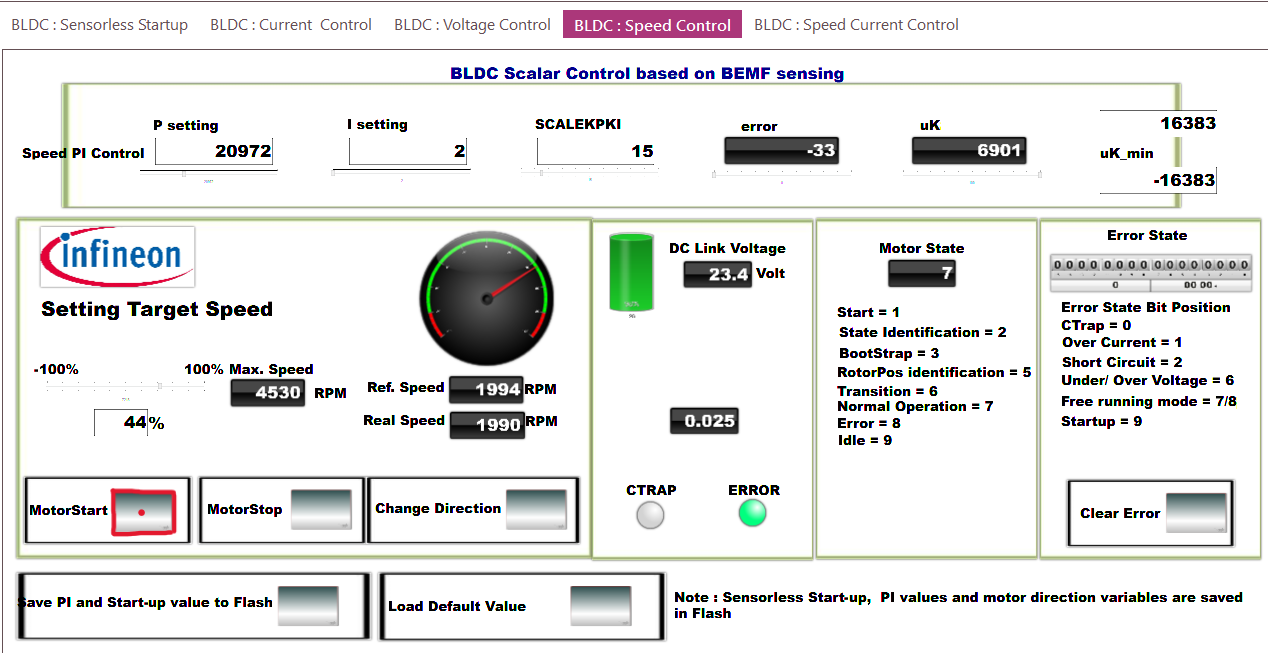 BLDC : Sensorless Startup BLDC : Current Control BLDC : Voltage Control BLDC : Speed Control BLDC : Speed Current Control
BLDC Scalar Control based on BEMF sensing
P setting I setting SCALEKPKI error uK 16383
Speed PI Control 20972 2 15 -33 6901 uK_min
-16383
infineon
Setting Target Speed
-100% 100% Max. Speed
4530 RPM
44 %
Ref. Speed 1994 RPM
Real Speed 1990 RPM
MotorStart MotorStop Change Direction
DC Link Voltage
23.4 Volt
0.025
CTRAP ERROR
Motor State
7
Start = 1
State Identification = 2
BootStrap = 3
RotorPos identification = 5
Transition = 6
Normal Operation = 7
Error = 8
Idle = 9
Error State
0 0 0 0 0 0 0 0 0 0 0 0 0 0 0 0
0 00 00
Error State Bit Position
CTrap = 0
Over Current = 1
Short Circuit = 2
Under/ Over Voltage = 6
Free running mode = 7/8
Startup = 9
Clear Error
Save PI and Start-up value to Flash Load Default Value
Note : Sensorless Start-up, PI values and motor direction variables are saved
in Flash